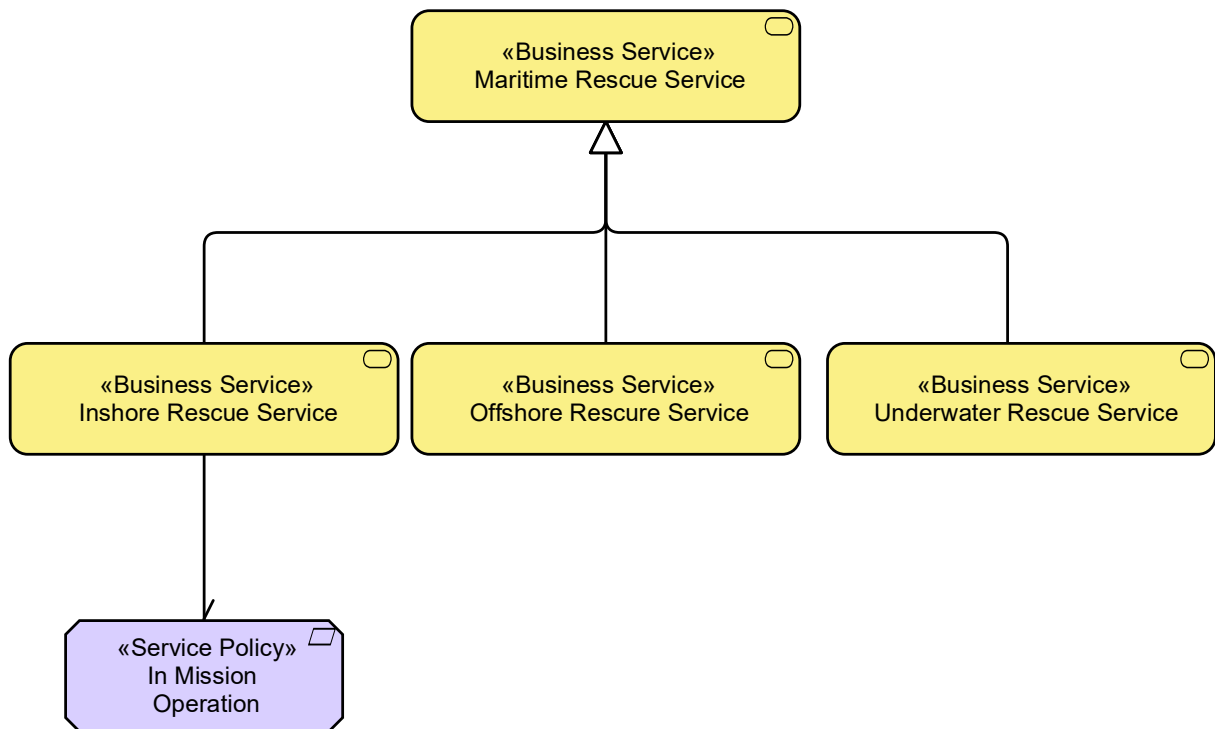 «Business Service»
Maritime Rescue Service
«Business Service»
Inshore Rescue Service
«Business Service»
Offshore Rescure Service
«Business Service»
Underwater Rescue Service
«Service Policy»
In Mission
Operation